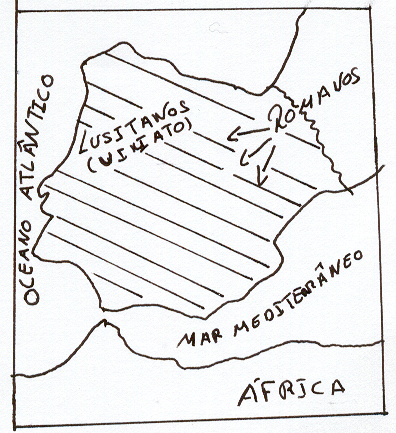 OCEANO ATLÂNTICO
LUSITANOS
(VIRIATO)
ROMANOS
MAR MEDITERRÂNEO
ÁFRICA